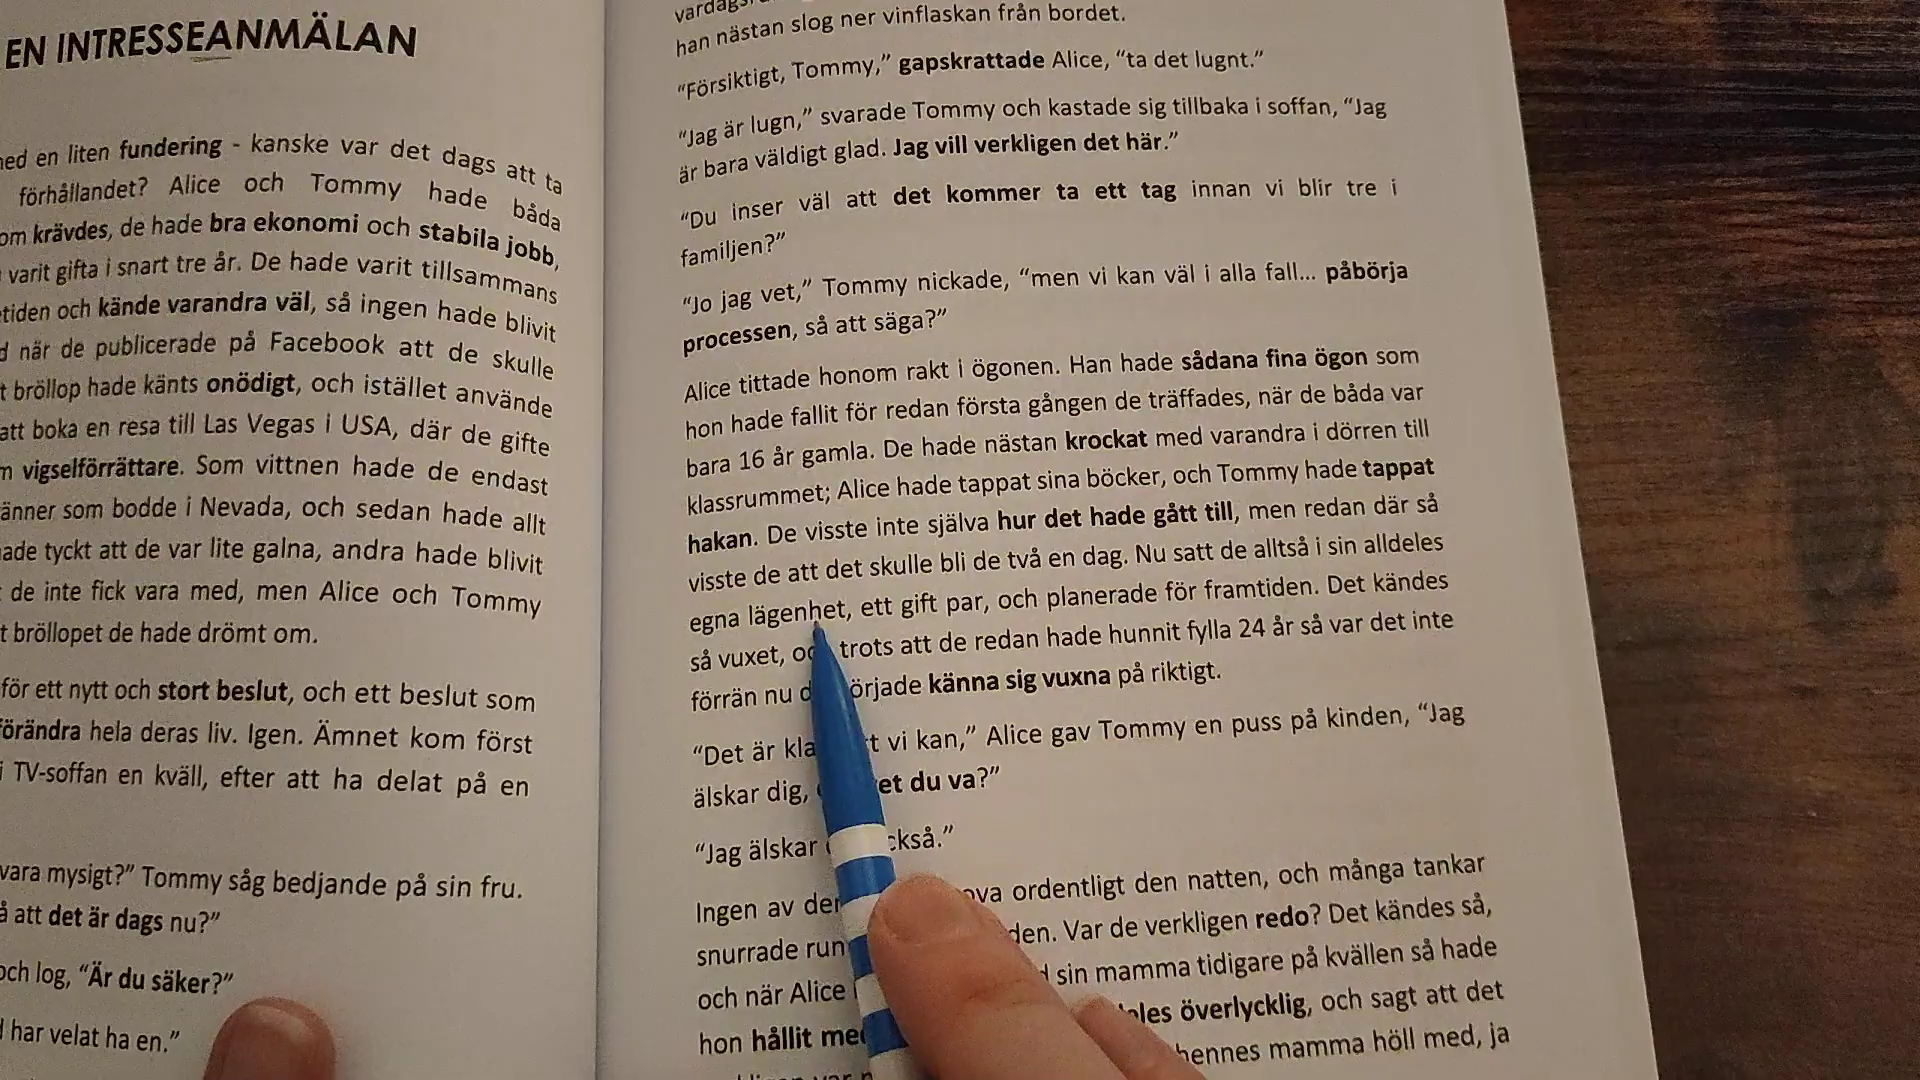 EN INTRESSEANMÄLAN
en liten fundering - kanske var det dags att ta
förhållandet? Alice och Tommy hade båda
krävdes, de hade bra ekonomi och stabila jobb,
varit gifta i snart tre år. De hade varit tillsammans
och kände varandra väl, så ingen hade blivit
när de publicerade på Facebook att de skulle
bröllop hade känts onödigt, och istället använde
att boka en resa till Las Vegas i USA, där de gifte
vigselförrättare. Som vittnen hade de endast
som bodde i Nevada, och sedan hade allt
tyckt att de var lite galna, andra hade blivit
de inte fick vara med, men Alice och Tommy
bröllopet de hade drömt om.
för ett nytt och stort beslut, och ett beslut som
förändra hela deras liv. Igen. Ämnet kom först
i TV-soffan en kväll, efter att ha delat på en
vara mysigt?” Tommy såg bedjande på sin fru.
att det är dags nu?”
och log, “Är du säker?”
har velat ha en.”
han nästan slog ner vinflaskan från bordet.
“Försiktigt, Tommy,” gapskrattade Alice, “ta det lugnt.”
“Jag är lugn,” svarade Tommy och kastade sig tillbaka i soffan, “Jag
är bara väldigt glad. Jag vill verkligen det här.”
“Du inser väl att det kommer ta ett tag innan vi blir tre i
familjen?”
“Jo jag vet,” Tommy nickade, “men vi kan väl i alla fall... påbörja
processen, så att säga?”
Alice tittade honom rakt i ögonen. Han hade sådana fina ögon som
hon hade fallit för redan första gången de träffades, när de båda var
bara 16 år gamla. De hade nästan krockat med varandra i dörren till
klassrummet; Alice hade tappat sina böcker, och Tommy hade tappat
hakan. De visste inte själva hur det hade gått till, men redan där så
visste de att det skulle bli de två en dag. Nu satt de alltså i sin alldeles
egna lägenhet, ett gift par, och planerade för framtiden. Det kändes
så vuxet, trots att de redan hade hunnit fylla 24 år så var det inte
förrän nu började känna sig vuxna på riktigt.
“Det är vi kan,” Alice gav Tommy en puss på kinden, “Jag
älskar dig, du va?”
“Jag älskar också.”
Ingen av ordentligt den natten, och många tankar
snurrade Var de verkligen redo? Det kändes så,
och när Alice sin mamma tidigare på kvällen så hade
överlycklig, och sagt att det
hon hållit hennes mamma höll med, ja